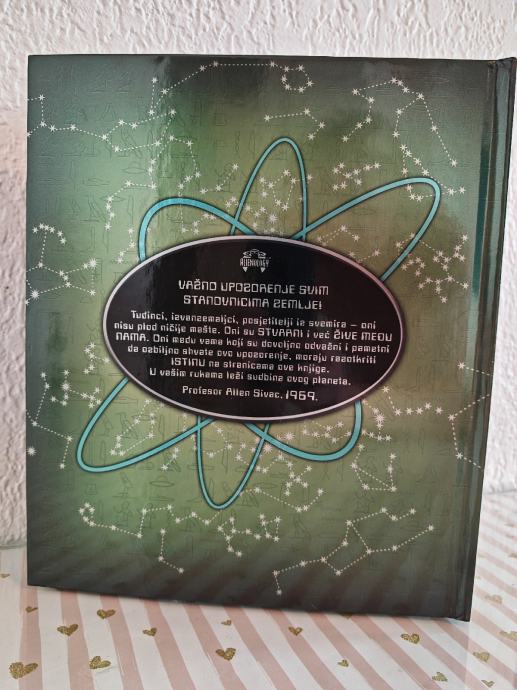 ALIENOLOGY
VAŽNO UPOZORENJE SVIM
STANOVNICIMA ZEMLJE!
Tuđinci, izvanzemaljci, posjetitelji iz svemira – oni
nisu plod ničije mašte. Oni su STVARNI i već ŽIVE MEĐU
NAMA. Oni među vama koji su dovoljno odvažni i pametni
da ozbiljno shvate ovo upozorenje, moraju razotkriti
ISTINU na stranicama ove knjige.
U vašim rukama leži sudbina ovog planeta.
Profesor Allen Sivac, 1969.